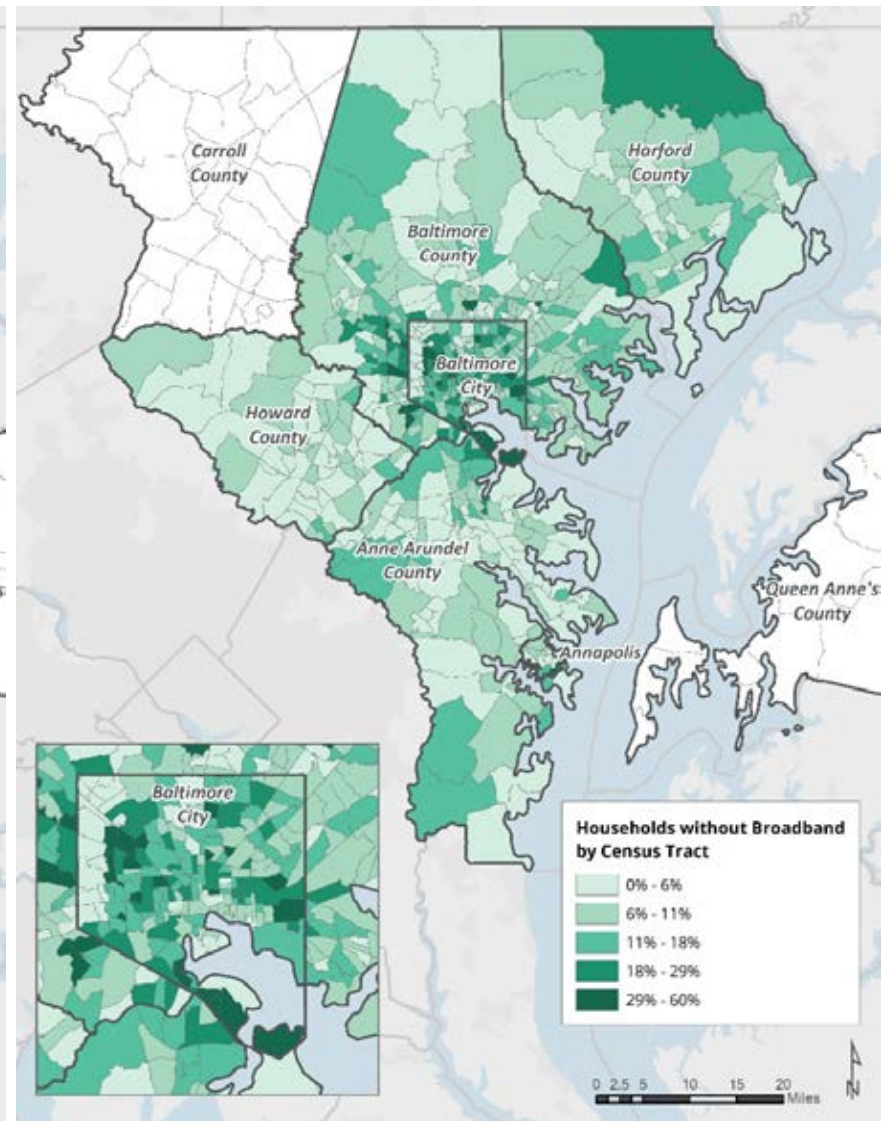 Carroll
County
Harford
County
Baltimore
County
Baltimore
City
Howard
County
Anne Arundel
County
Queen Anne's
County
Annapolis
Baltimore
City
Households without Broadband
by Census Tract
0% - 6%
6% - 11%
11% - 18%
18% - 29%
29% - 60%
N
0 2.5 5 10 15 20
Miles